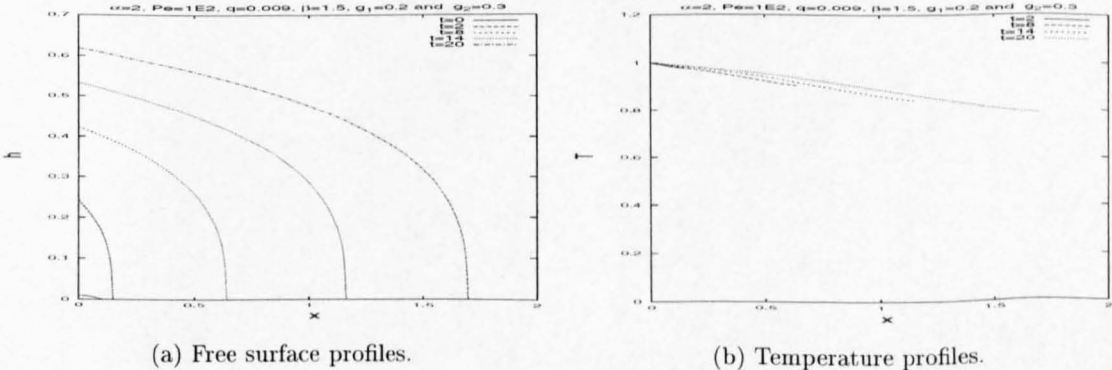 α=2, Pe=1E2, q=0.009, β=1.5, g₁=0.2 and g₂=0.3
t=0
t=2
t=8
t=14
t=20
0.7
0.6
0.5
0.4
0.3
0.2
0.1
0
h
0
0.5
1
1.5
2
x
(a) Free surface profiles.
α=2, Pe=1E2, q=0.009, β=1.5, g₁=0.2 and g₂=0.3
t=2
t=8
t=14
t=20
1.2
1
0.8
0.6
0.4
0.2
0
T
0
0.5
1
1.5
2
x
(b) Temperature profiles.